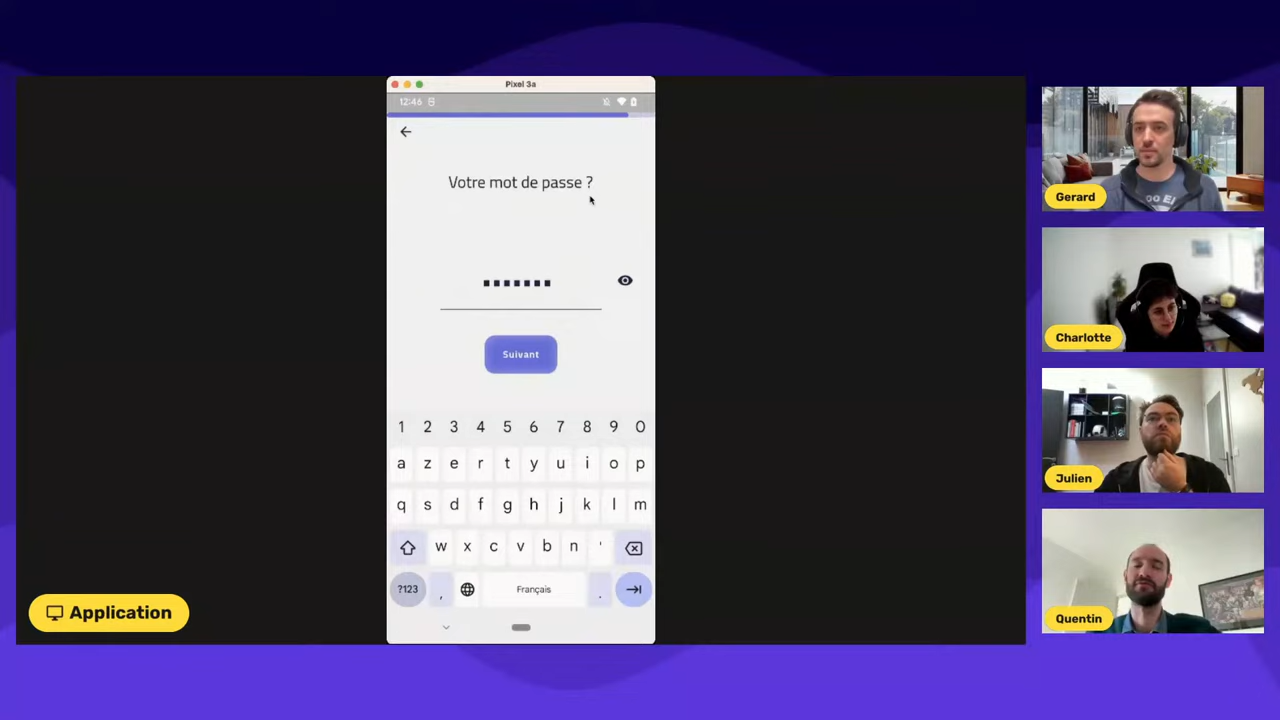 Pixel 3a
12:46
Votre mot de passe ?
Suivant
1 2 3 4 5 6 7 8 9 0
a z e r t y u i o p
q s d f g h j k l m
w x c v b n '
?123 , Français .
Application
Gerard
Charlotte
Julien
Quentin